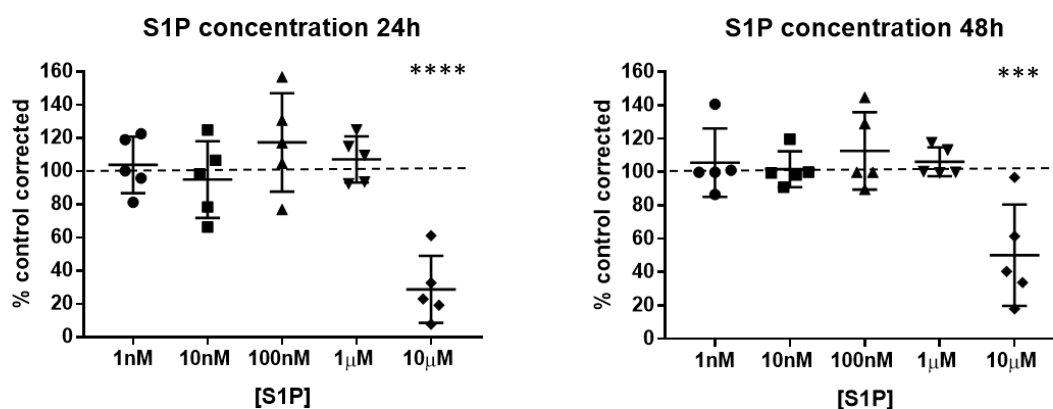 S1P concentration 24h
****
% control corrected
160
140
120
100
80
60
40
20
0
1nM 10nM 100nM 1μM 10μM
[S1P]
S1P concentration 48h
***
% control corrected
160
140
120
100
80
60
40
20
0
1nM 10nM 100nM 1μM 10μM
[S1P]